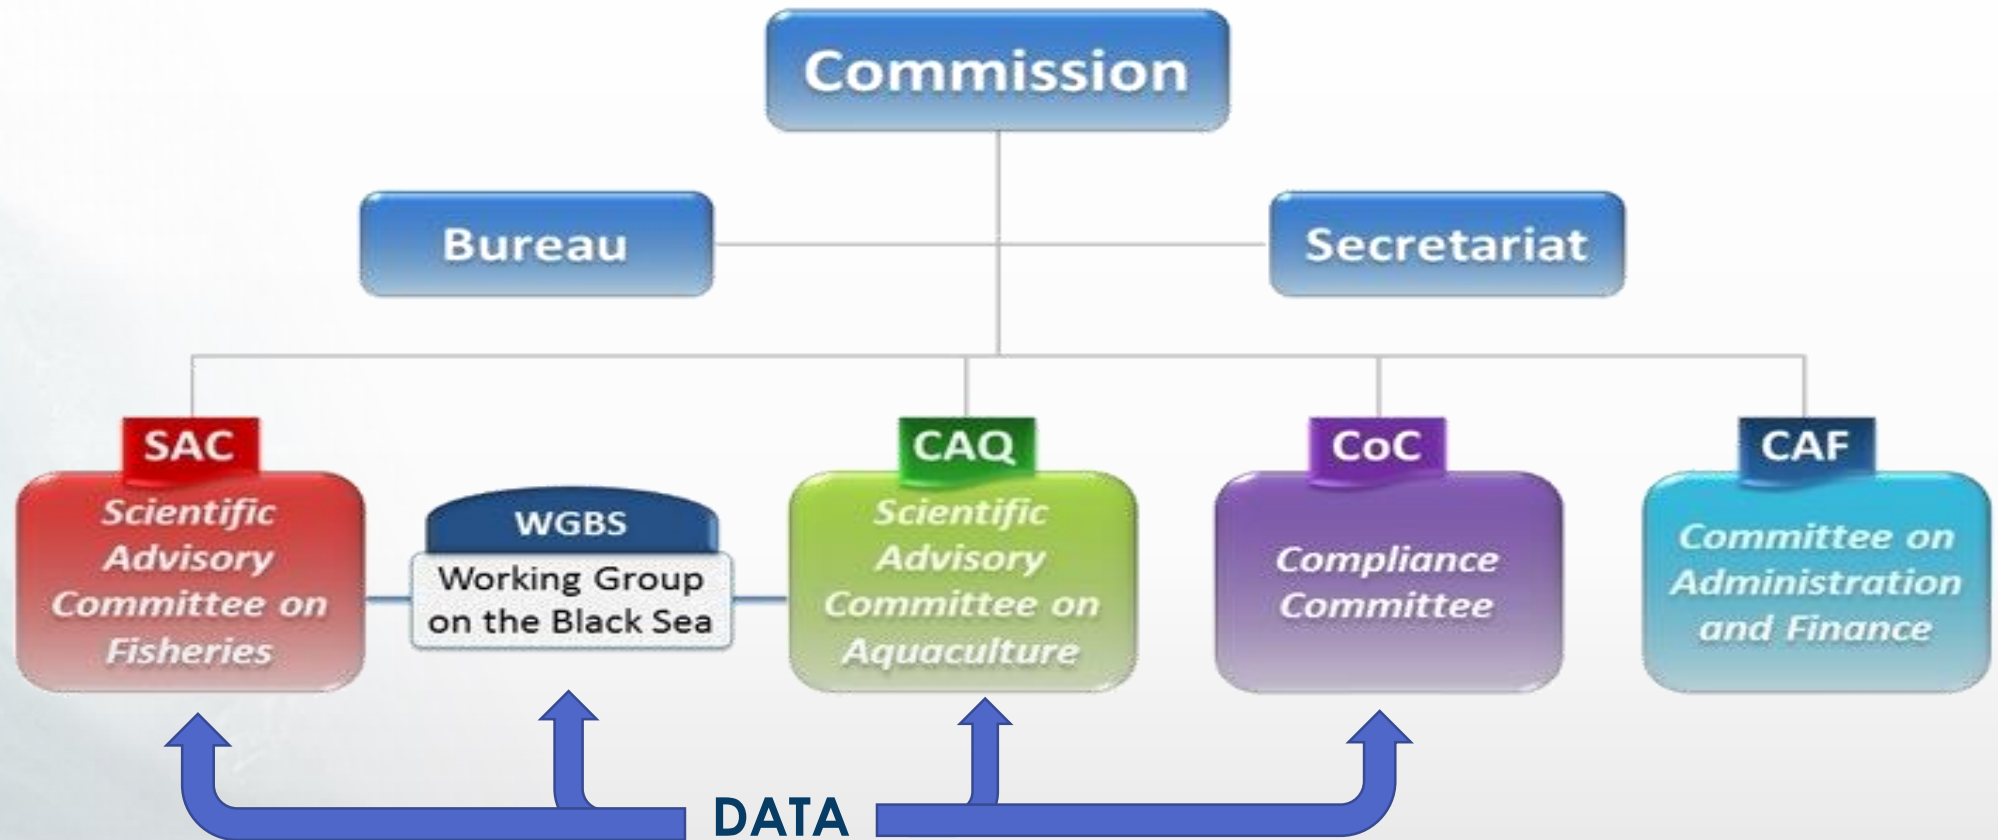 Commission
Bureau
Secretariat
SAC
Scientific
Advisory
Committee on
Fisheries
WGBS
Working Group
on the Black Sea
CAQ
Scientific
Advisory
Committee on
Aquaculture
CoC
Compliance
Committee
CAF
Committee on
Administration
and Finance
DATA